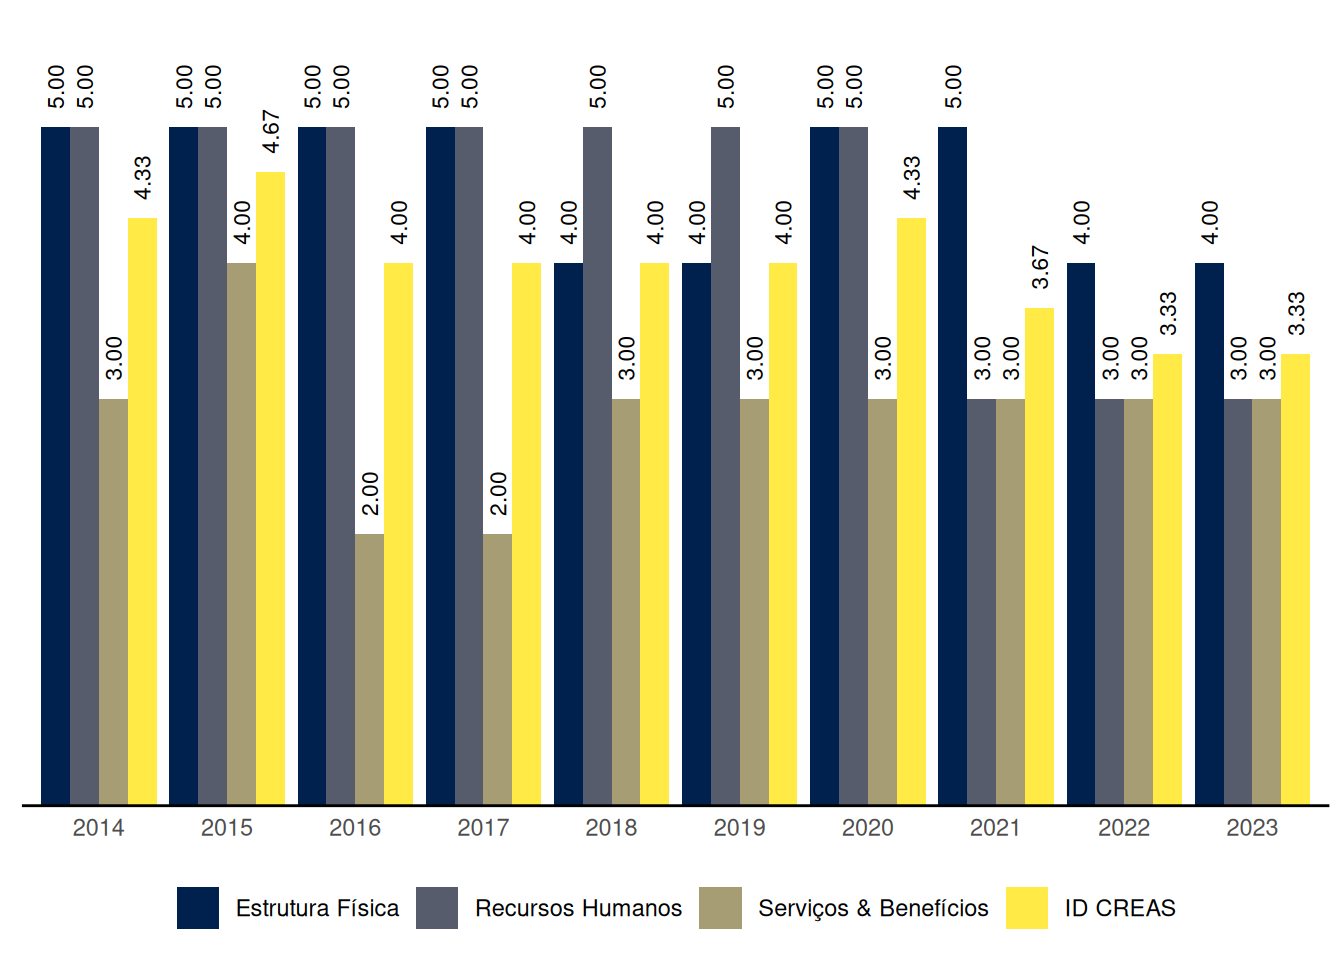 5.00 5.00 3.00 4.33 5.00 5.00 4.00 4.67 5.00 5.00 2.00 4.00 5.00 5.00 2.00 4.00 4.00 5.00 3.00 4.00 4.00 5.00 3.00 4.00 5.00 5.00 3.00 4.33 5.00 3.00 3.00 3.67 4.00 3.00 3.00 3.33 4.00 3.00 3.00 3.33
2014 2015 2016 2017 2018 2019 2020 2021 2022 2023
Estrutura Física Recursos Humanos Serviços & Benefícios ID CREAS